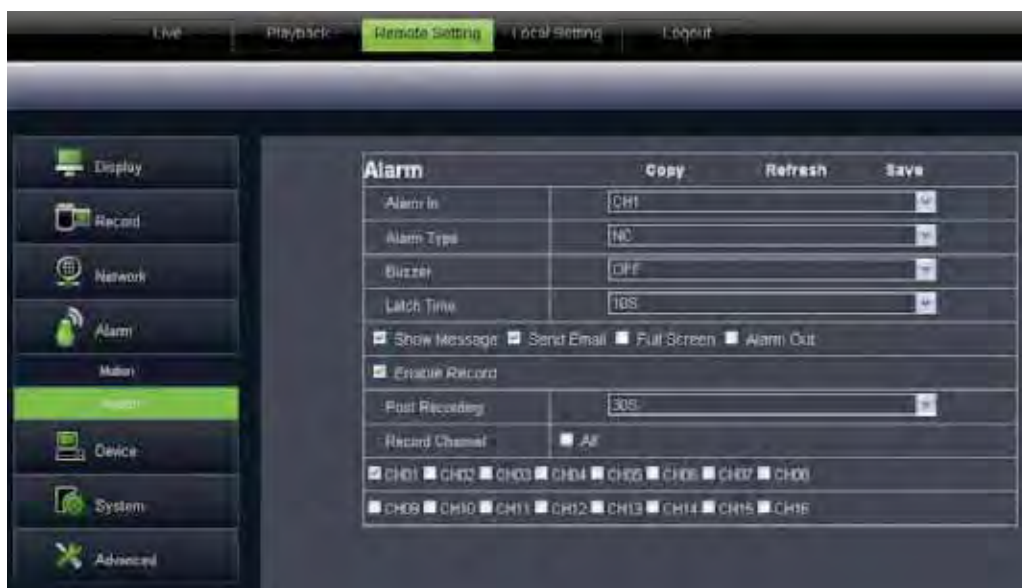 Live Playback Remote Setting Local Setting Logout
Display
Record
Network
Alarm
Motion
Device
System
Advanced
Alarm Copy Refresh Save
Alarm In CH1
Alarm Type NC
Buzzer OFF
Latch Time 10S
Show Message Send Email Full Screen Alarm Out
Enable Record
Post Recording 30S
Record Channel All
CH01 CH02 CH03 CH04 CH05 CH06 CH07 CH08
CH09 CH10 CH11 CH12 CH13 CH14 CH15 CH16